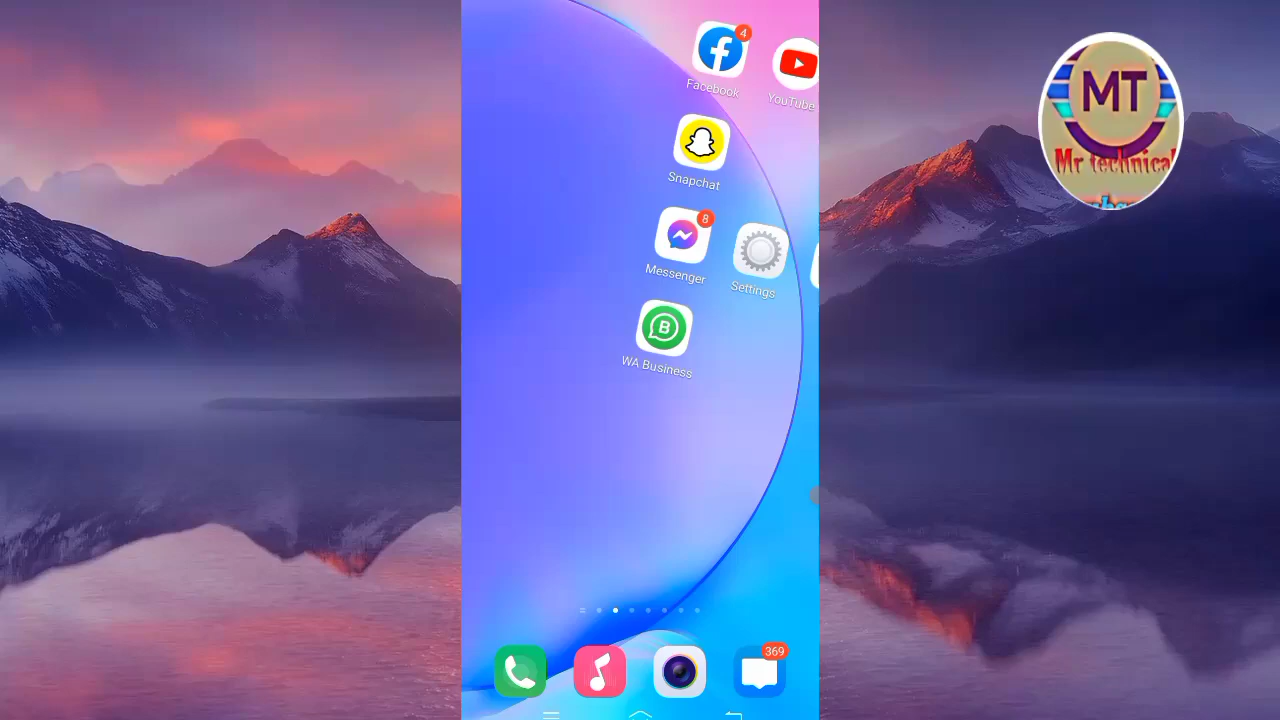 4
Facebook
YouTube
Snapchat
8
Messenger
Settings
B
WA Business
369
MT
Mr technical